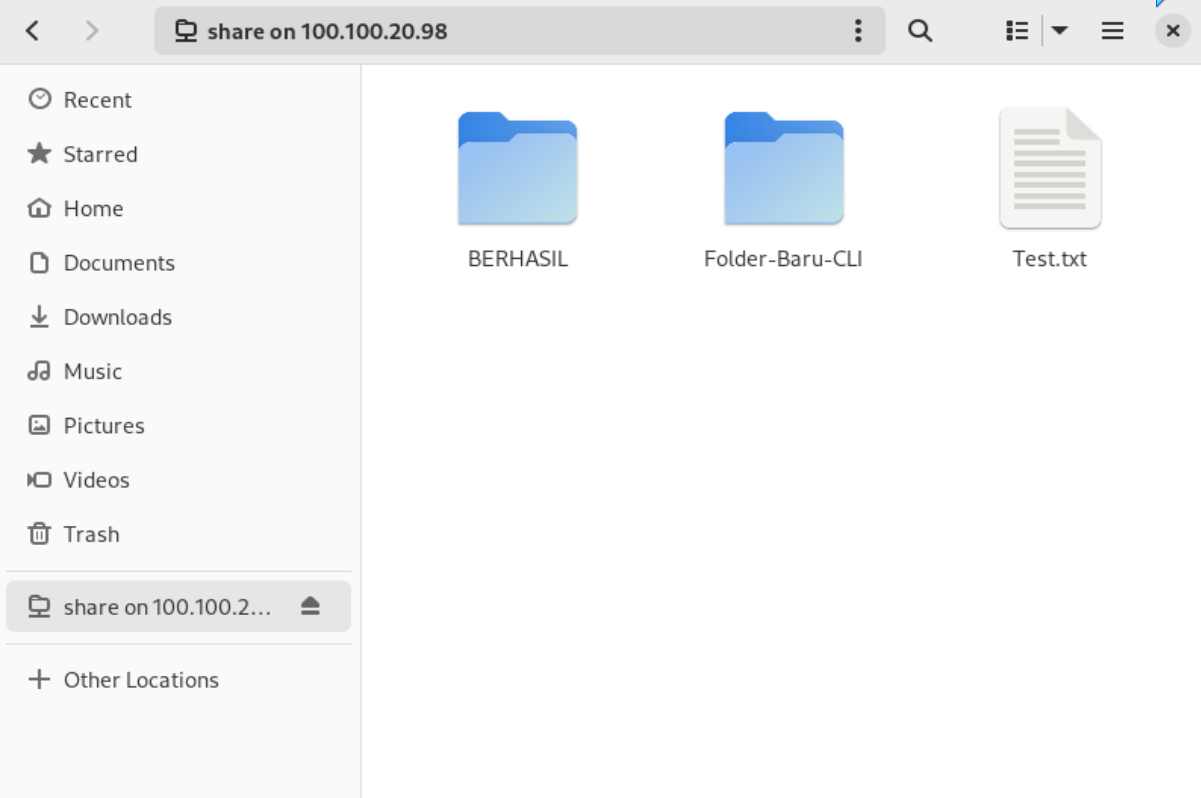 share on 100.100.20.98
Recent
Starred
Home
Documents
Downloads
Music
Pictures
Videos
Trash
share on 100.100.2...
Other Locations
BERHASIL
Folder-Baru-CLI
Test.txt